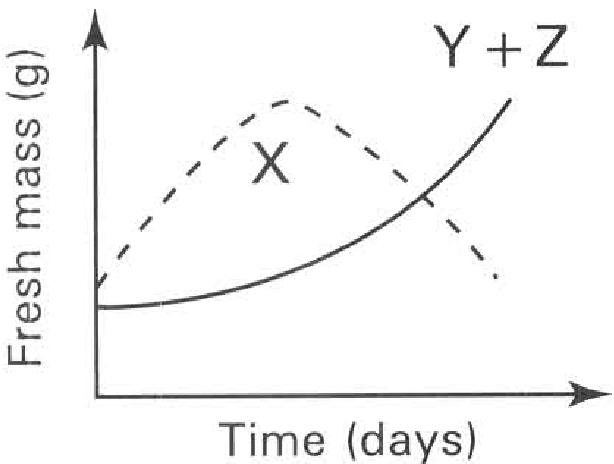 Y + Z
X
Fresh mass (g)
Time (days)